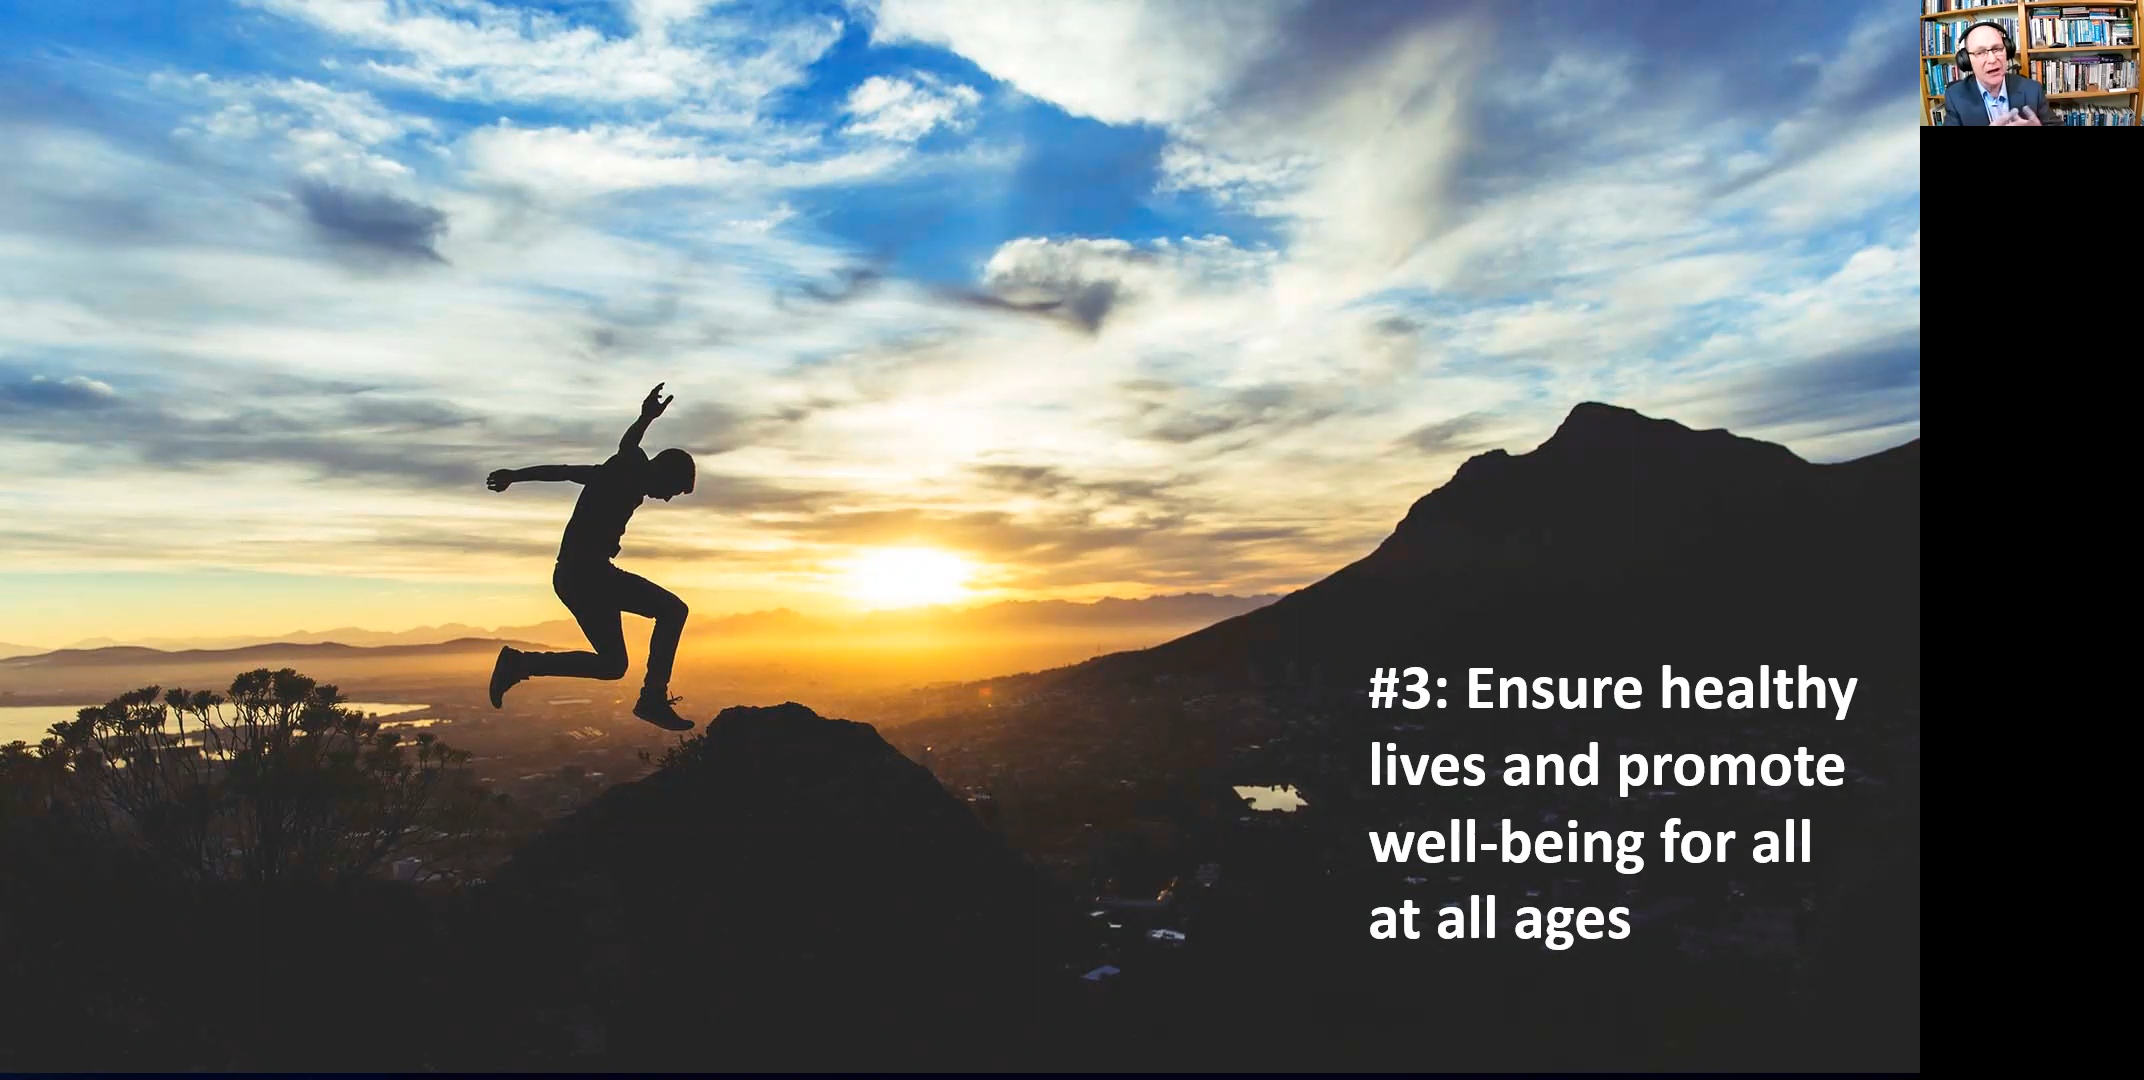 #3: Ensure healthy
lives and promote
well-being for all
at all ages